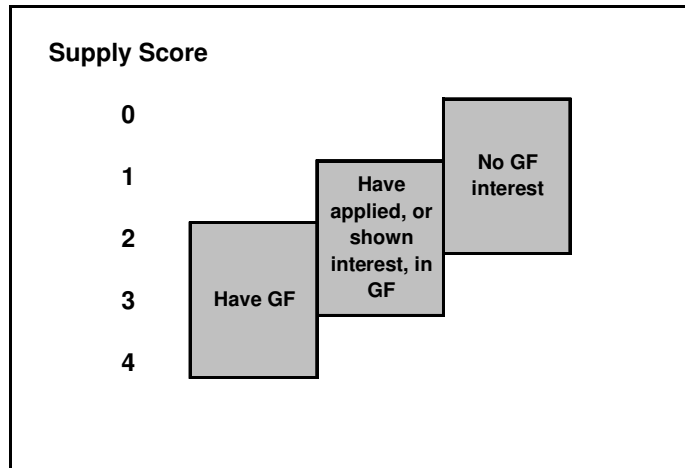 Supply Score
0
1
2
3
4
Have GF
Have
applied, or
shown
interest, in
GF
No GF
interest